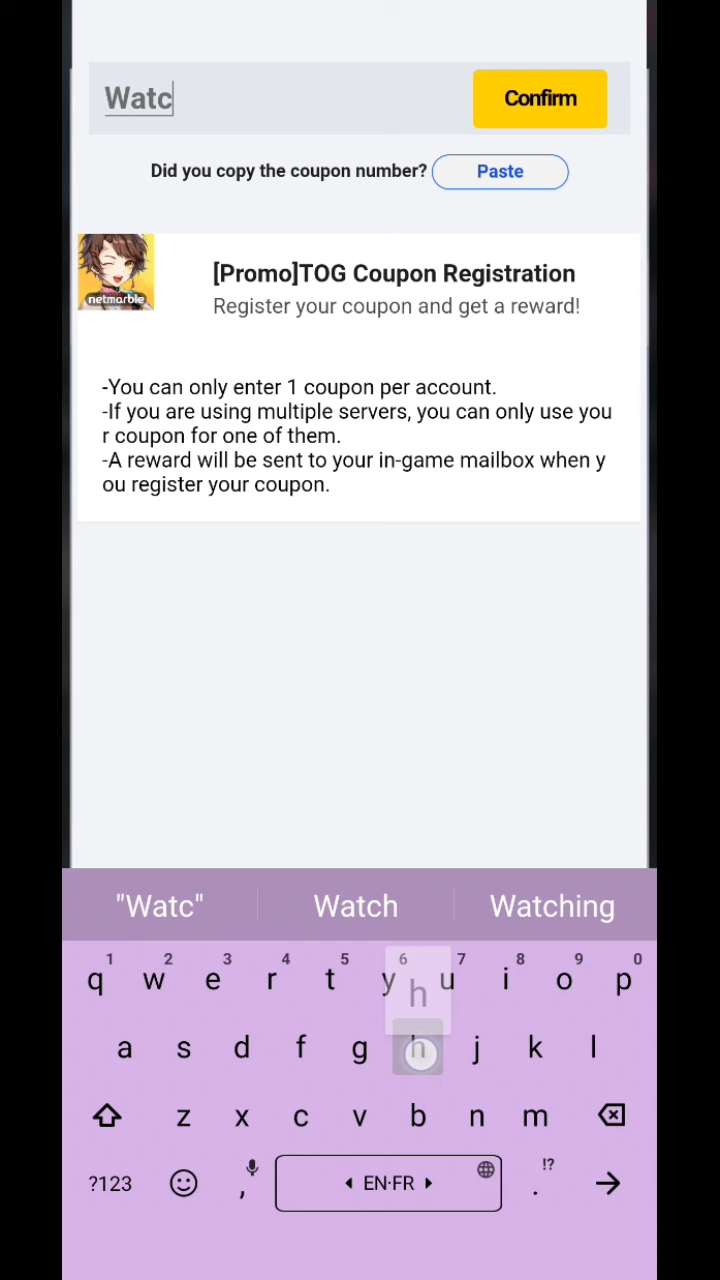 Watc
Confirm
Did you copy the coupon number?
Paste
netmarble
[Promo]TOG Coupon Registration
Register your coupon and get a reward!
-You can only enter 1 coupon per account.
-If you are using multiple servers, you can only use you
r coupon for one of them.
-A reward will be sent to your in-game mailbox when y
ou register your coupon.
"Watc" Watch Watching
1 2 3 4 5 6 7 8 9 0
q w e r t y u i o p
h
a s d f g h j k l
z x c v b n m
!?
?123 , EN·FR .